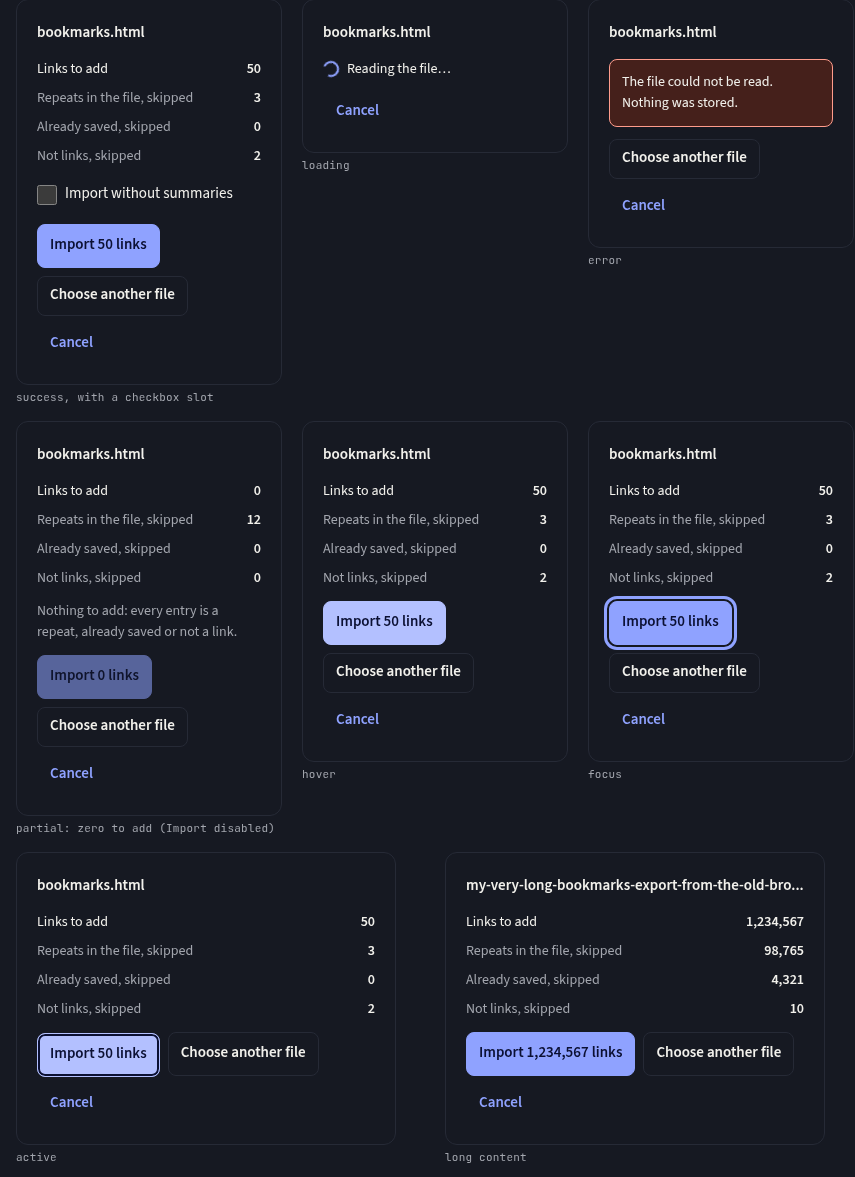 bookmarks.html
Links to add 50
Repeats in the file, skipped 3
Already saved, skipped 0
Not links, skipped 2
Import without summaries
Import 50 links
Choose another file
Cancel
success, with a checkbox slot
bookmarks.html
Reading the file…
Cancel
loading
bookmarks.html
The file could not be read.
Nothing was stored.
Choose another file
Cancel
error
bookmarks.html
Links to add 0
Repeats in the file, skipped 12
Already saved, skipped 0
Not links, skipped 0
Nothing to add: every entry is a
repeat, already saved or not a link.
Import 0 links
Choose another file
Cancel
partial: zero to add (Import disabled)
bookmarks.html
Links to add 50
Repeats in the file, skipped 3
Already saved, skipped 0
Not links, skipped 2
Import 50 links
Choose another file
Cancel
hover
bookmarks.html
Links to add 50
Repeats in the file, skipped 3
Already saved, skipped 0
Not links, skipped 2
Import 50 links
Choose another file
Cancel
focus
bookmarks.html
Links to add 50
Repeats in the file, skipped 3
Already saved, skipped 0
Not links, skipped 2
Import 50 links Choose another file
Cancel
active
my-very-long-bookmarks-export-from-the-old-bro...
Links to add 1,234,567
Repeats in the file, skipped 98,765
Already saved, skipped 4,321
Not links, skipped 10
Import 1,234,567 links Choose another file
Cancel
long content